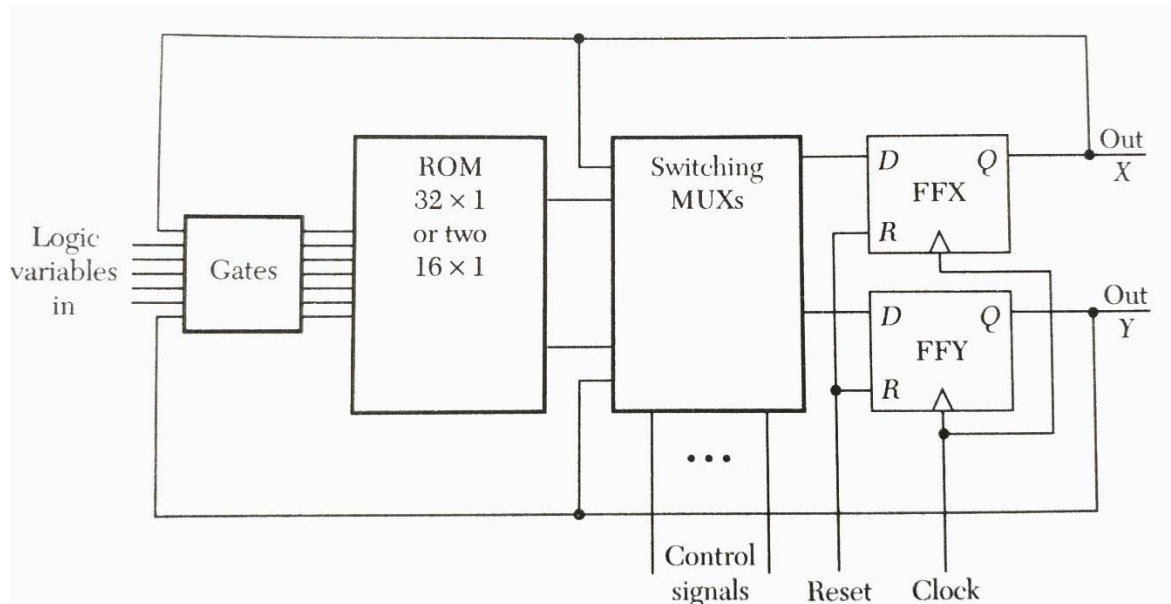 Logic
variables
in
Gates
ROM
32 × 1
or two
16 × 1
Switching
MUXs
D
Q
FFX
R
Out
X
D
Q
FFY
R
Out
Y
•••
Control
signals
Reset
Clock